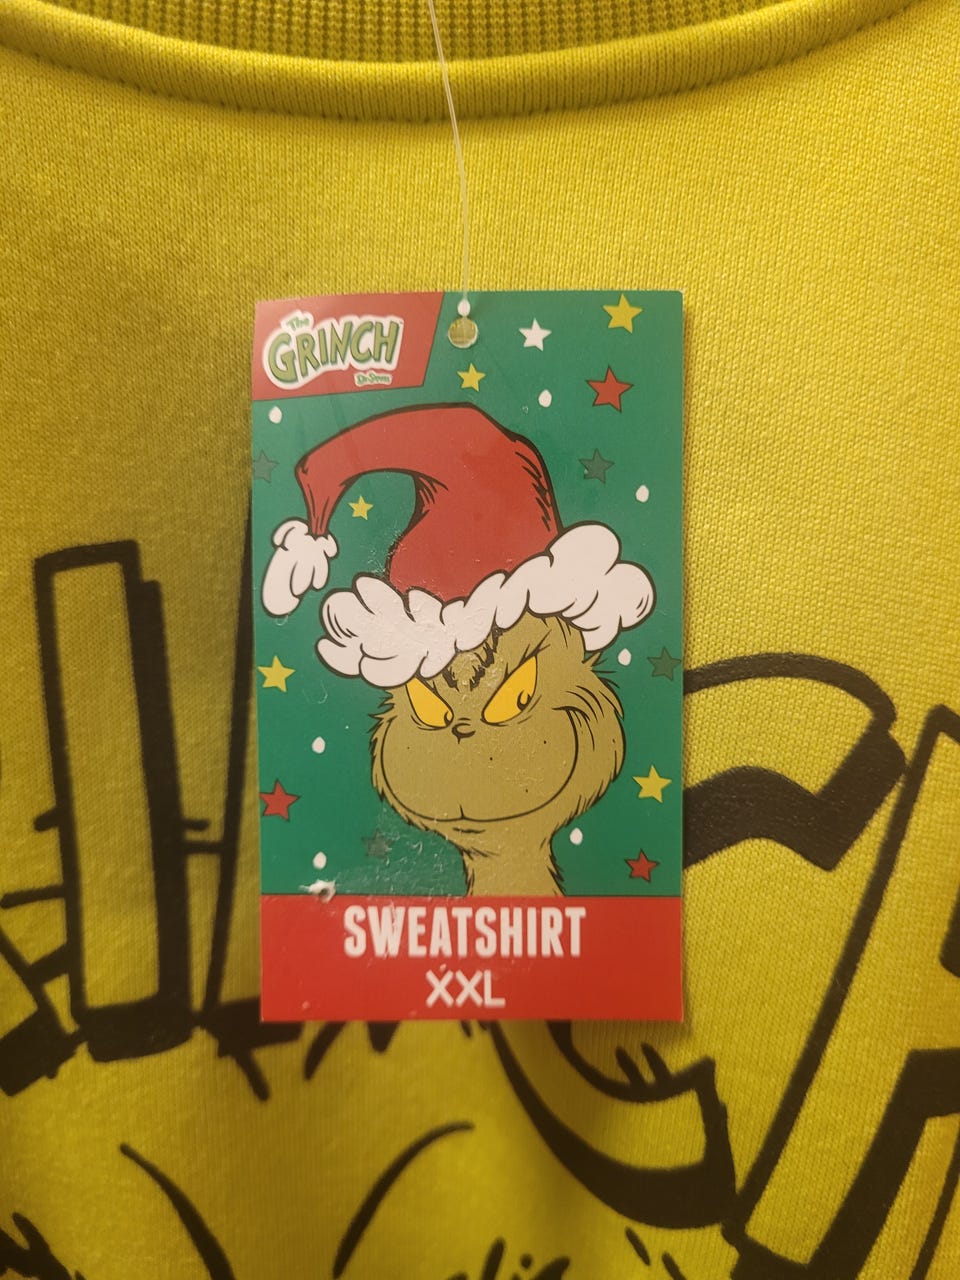 The
GRINCH
Dr. Seuss
SWEATSHIRT
XXL